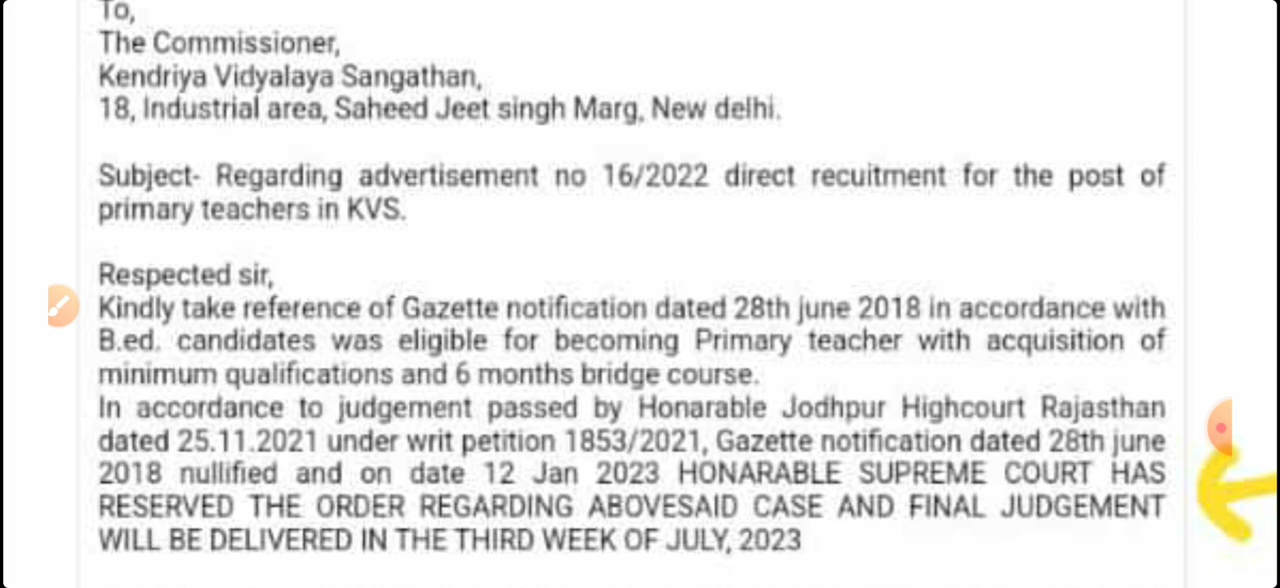 To,
The Commissioner,
Kendriya Vidyalaya Sangathan,
18, Industrial area, Saheed Jeet singh Marg, New delhi.
Subject- Regarding advertisement no 16/2022 direct recuitment for the post of
primary teachers in KVS.
Respected sir,
Kindly take reference of Gazette notification dated 28th june 2018 in accordance with
B.ed. candidates was eligible for becoming Primary teacher with acquisition of
minimum qualifications and 6 months bridge course.
In accordance to judgement passed by Honarable Jodhpur Highcourt Rajasthan
dated 25.11.2021 under writ petition 1853/2021, Gazette notification dated 28th june
2018 nullified and on date 12 Jan 2023 HONARABLE SUPREME COURT HAS
RESERVED THE ORDER REGARDING ABOVESAID CASE AND FINAL JUDGEMENT
WILL BE DELIVERED IN THE THIRD WEEK OF JULY, 2023